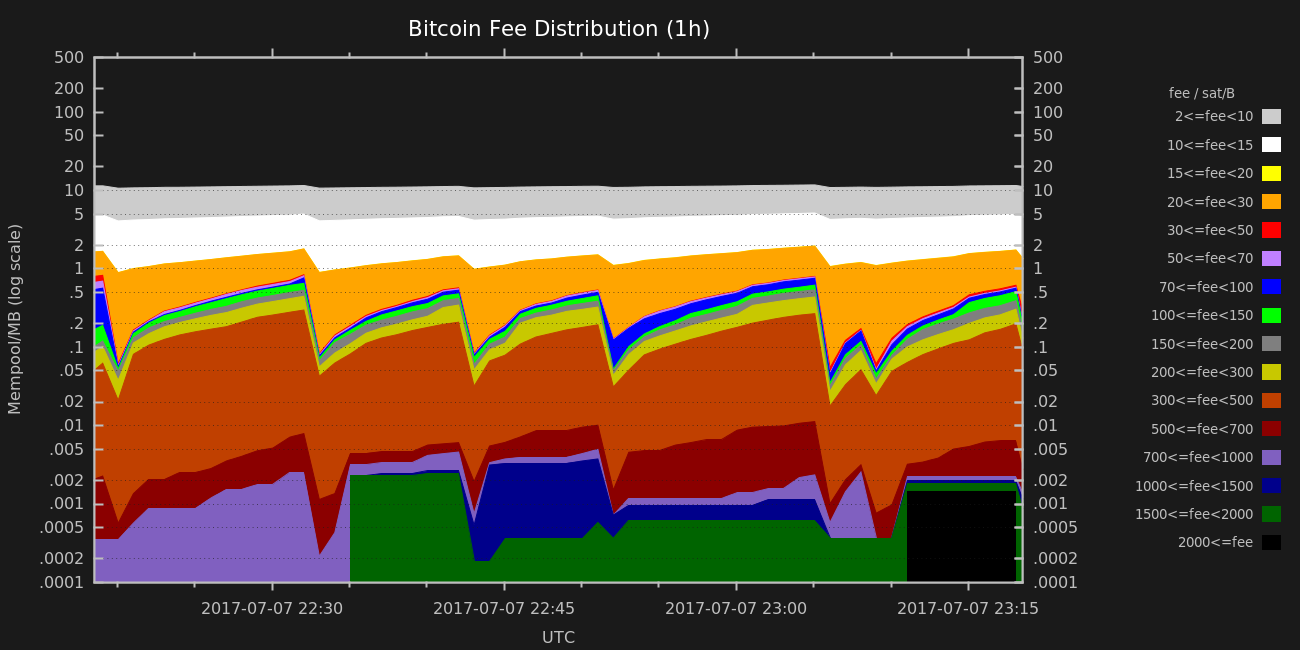 Bitcoin Fee Distribution (1h)
Mempool/MB (log scale)
500
200
100
50
20
10
5
2
1
.5
.2
.1
.05
.02
.01
.005
.002
.001
.0005
.0002
.0001
500
200
100
50
20
10
5
2
1
.5
.2
.1
.05
.02
.01
.005
.002
.001
.0005
.0002
.0001
2017-07-07 22:30
2017-07-07 22:45
2017-07-07 23:00
2017-07-07 23:15
UTC
fee / sat/B
2<=fee<10
10<=fee<15
15<=fee<20
20<=fee<30
30<=fee<50
50<=fee<70
70<=fee<100
100<=fee<150
150<=fee<200
200<=fee<300
300<=fee<500
500<=fee<700
700<=fee<1000
1000<=fee<1500
1500<=fee<2000
2000<=fee